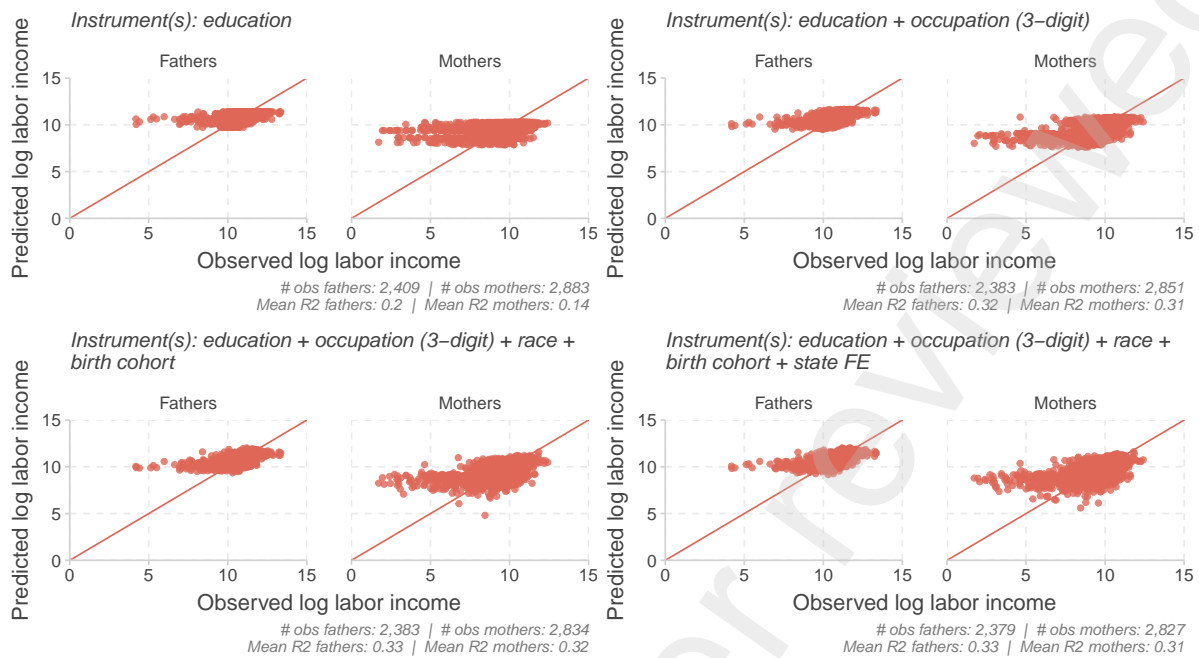 Instrument(s): education
Fathers
Mothers
Predicted log labor income
15
10
5
0
0 5 10 15
0 5 10 15
Observed log labor income
# obs fathers: 2,409 | # obs mothers: 2,883
Mean R2 fathers: 0.2 | Mean R2 mothers: 0.14
Instrument(s): education + occupation (3−digit)
Fathers
Mothers
Predicted log labor income
15
10
5
0
0 5 10 15
0 5 10 15
Observed log labor income
# obs fathers: 2,383 | # obs mothers: 2,851
Mean R2 fathers: 0.32 | Mean R2 mothers: 0.31
Instrument(s): education + occupation (3−digit) + race +
birth cohort
Fathers
Mothers
Predicted log labor income
15
10
5
0
0 5 10 15
0 5 10 15
Observed log labor income
# obs fathers: 2,383 | # obs mothers: 2,834
Mean R2 fathers: 0.33 | Mean R2 mothers: 0.32
Instrument(s): education + occupation (3−digit) + race +
birth cohort + state FE
Fathers
Mothers
Predicted log labor income
15
10
5
0
0 5 10 15
0 5 10 15
Observed log labor income
# obs fathers: 2,379 | # obs mothers: 2,827
Mean R2 fathers: 0.33 | Mean R2 mothers: 0.31
er reviewe